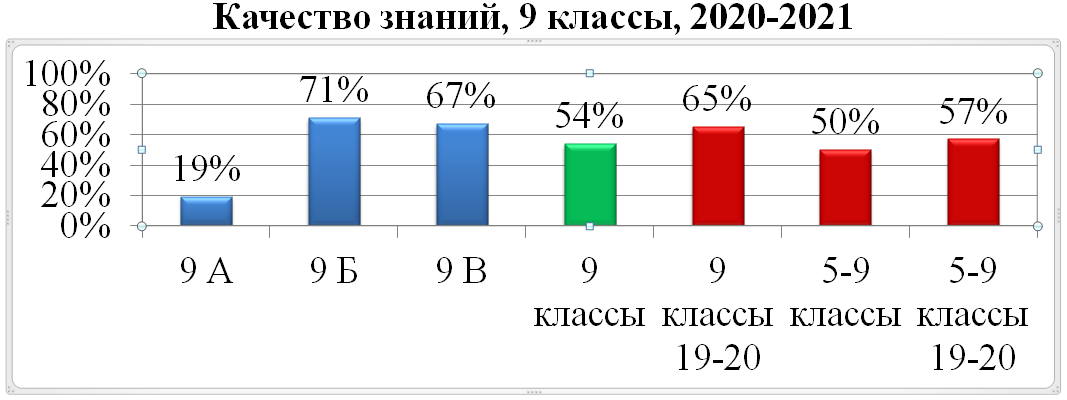 Качество знаний, 9 классы, 2020-2021
100%
80%
60%
40%
20%
0%
19%
71%
67%
54%
65%
50%
57%
9 А
9 Б
9 В
9 классы
9 классы 19-20
5-9 классы
5-9 классы 19-20